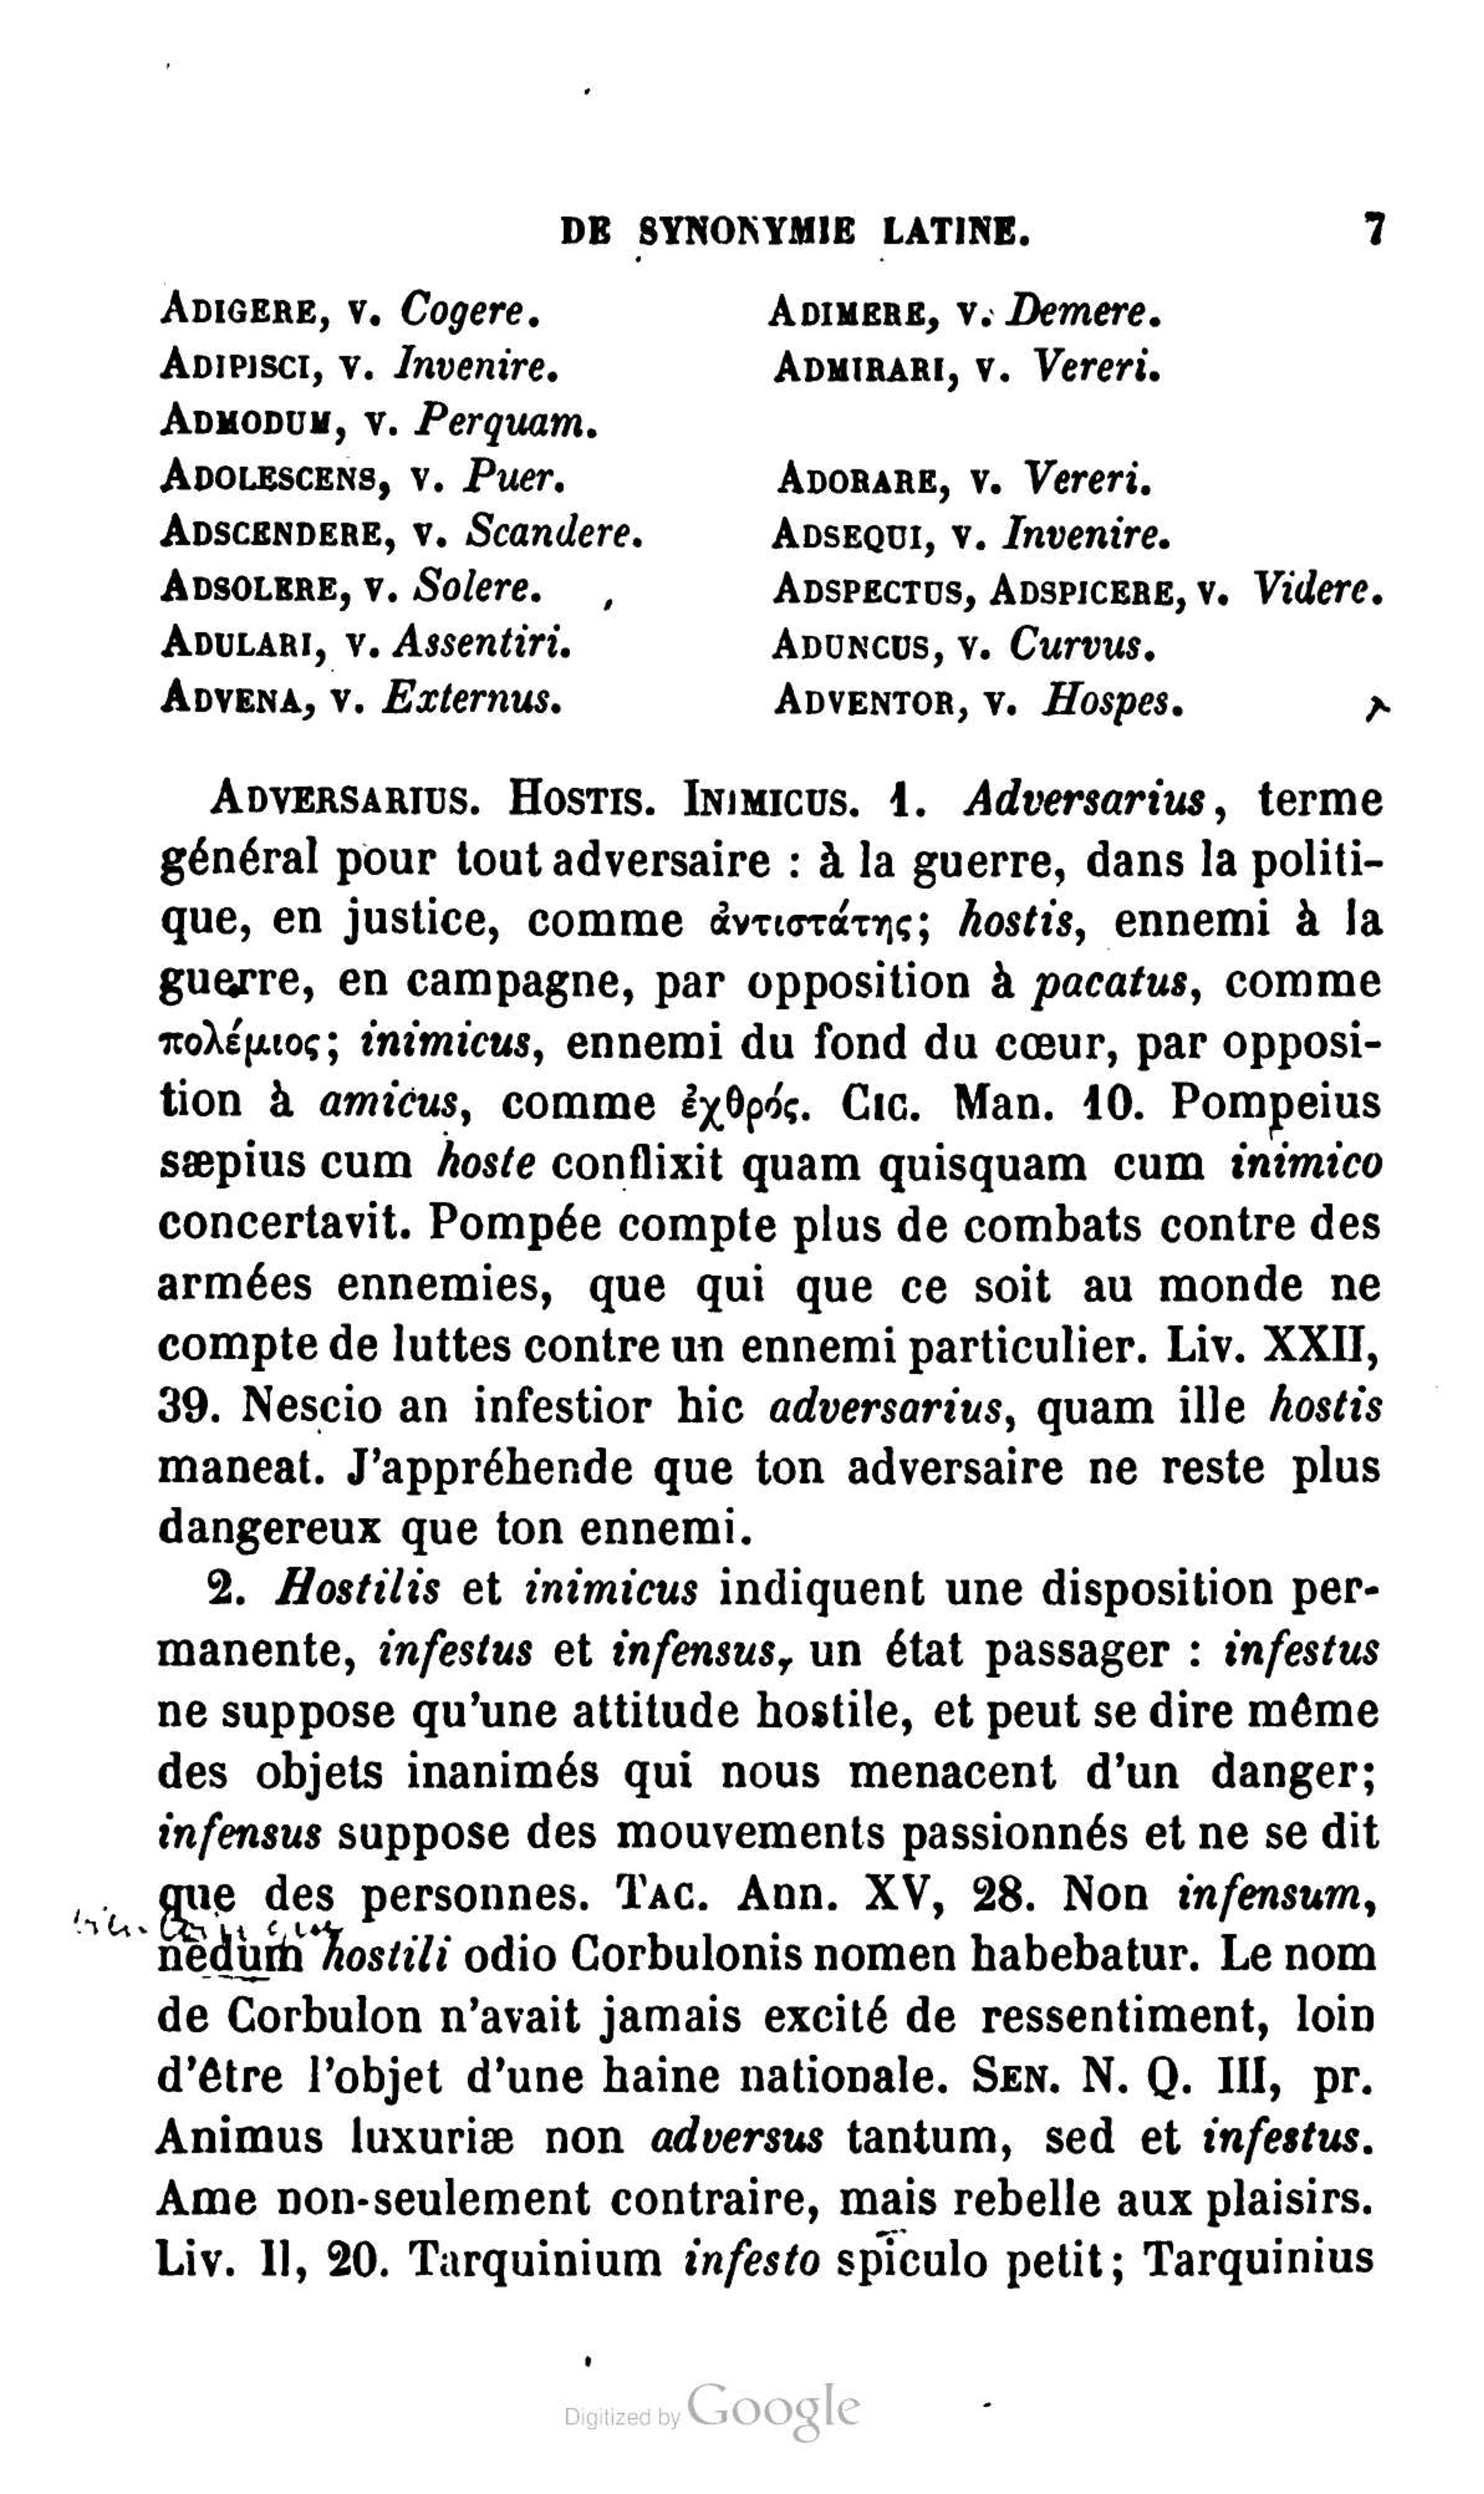 DE SYNONYMIE LATINE. 7
ADIGERE, v. Cogere. ADIMERE, v. Demere.
ADIPISCI, v. Invenire. ADMIRARI, v. Vereri.
ADMODUM, v. Perquam.
ADOLESCENS, v. Puer. ADORARE, v. Vereri.
ADSCENDERE, v. Scandere. ADSEQUI, v. Invenire.
ADSOLERE, v. Solere. ADSPECTUS, ADSPICERE, v. Videre.
ADULARI, v. Assentiri. ADUNCUS, v. Curvus.
ADVENA, v. Externus. ADVENTOR, v. Hospes.
ADVERSARIUS. HOSTIS. INIMICUS. 1. Adversarius, terme
général pour tout adversaire : à la guerre, dans la politi-
que, en justice, comme ἀντιστάτης; hostis, ennemi à la
guerre, en campagne, par opposition à pacatus, comme
πολέμιος; inimicus, ennemi du fond du cœur, par opposi-
tion à amicus, comme ἐχθρός. CIC. Man. 10. Pompeius
sæpius cum hoste conflixit quam quisquam cum inimico
concertavit. Pompée compte plus de combats contre des
armées ennemies, que qui que ce soit au monde ne
compte de luttes contre un ennemi particulier. Liv. XXII,
39. Nescio an infestior hic adversarius, quam ille hostis
maneat. J'appréhende que ton adversaire ne reste plus
dangereux que ton ennemi.
2. Hostilis et inimicus indiquent une disposition per-
manente, infestus et infensus, un état passager : infestus
ne suppose qu'une attitude hostile, et peut se dire même
des objets inanimés qui nous menacent d'un danger;
infensus suppose des mouvements passionnés et ne se dit
que des personnes. TAC. Ann. XV, 28. Non infensum,
nedum hostili odio Corbulonis nomen habebatur. Le nom
de Corbulon n'avait jamais excité de ressentiment, loin
d'être l'objet d'une haine nationale. SEN. N. Q. III, pr.
Animus luxuriæ non adversus tantum, sed et infestus.
Ame non-seulement contraire, mais rebelle aux plaisirs.
Liv. II, 20. Tarquinium infesto spiculo petit; Tarquinius
Digitized by Google